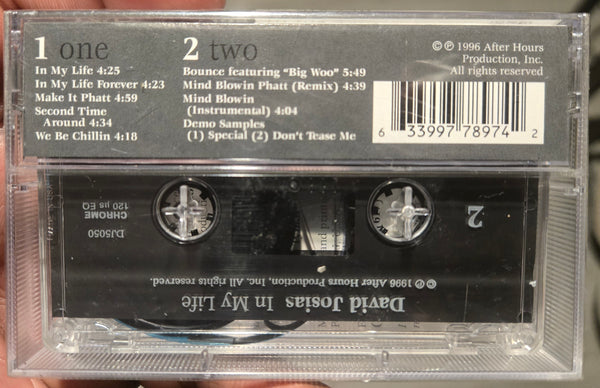 1 one
In My Life 4:25
In My Life Forever 4:23
Make It Phatt 4:59
Second Time
Around 4:34
We Be Chillin 4:18
2 two
Bounce featuring "Big Woo" 5:49
Mind Blown Phatt (Remix) 4:39
Mind Blowin
(Instrumental) 4:04
Demo Samples
(1) Special (2) Don't Tease Me
© ℗ 1996 After Hours
Production, Inc.
All rights reserved
6 33997 78974 2
David Josias In My Life
© ℗ 1996 After Hours Production, Inc. All rights reserved.
2
DJ5050
CHROME
120 µs EQ